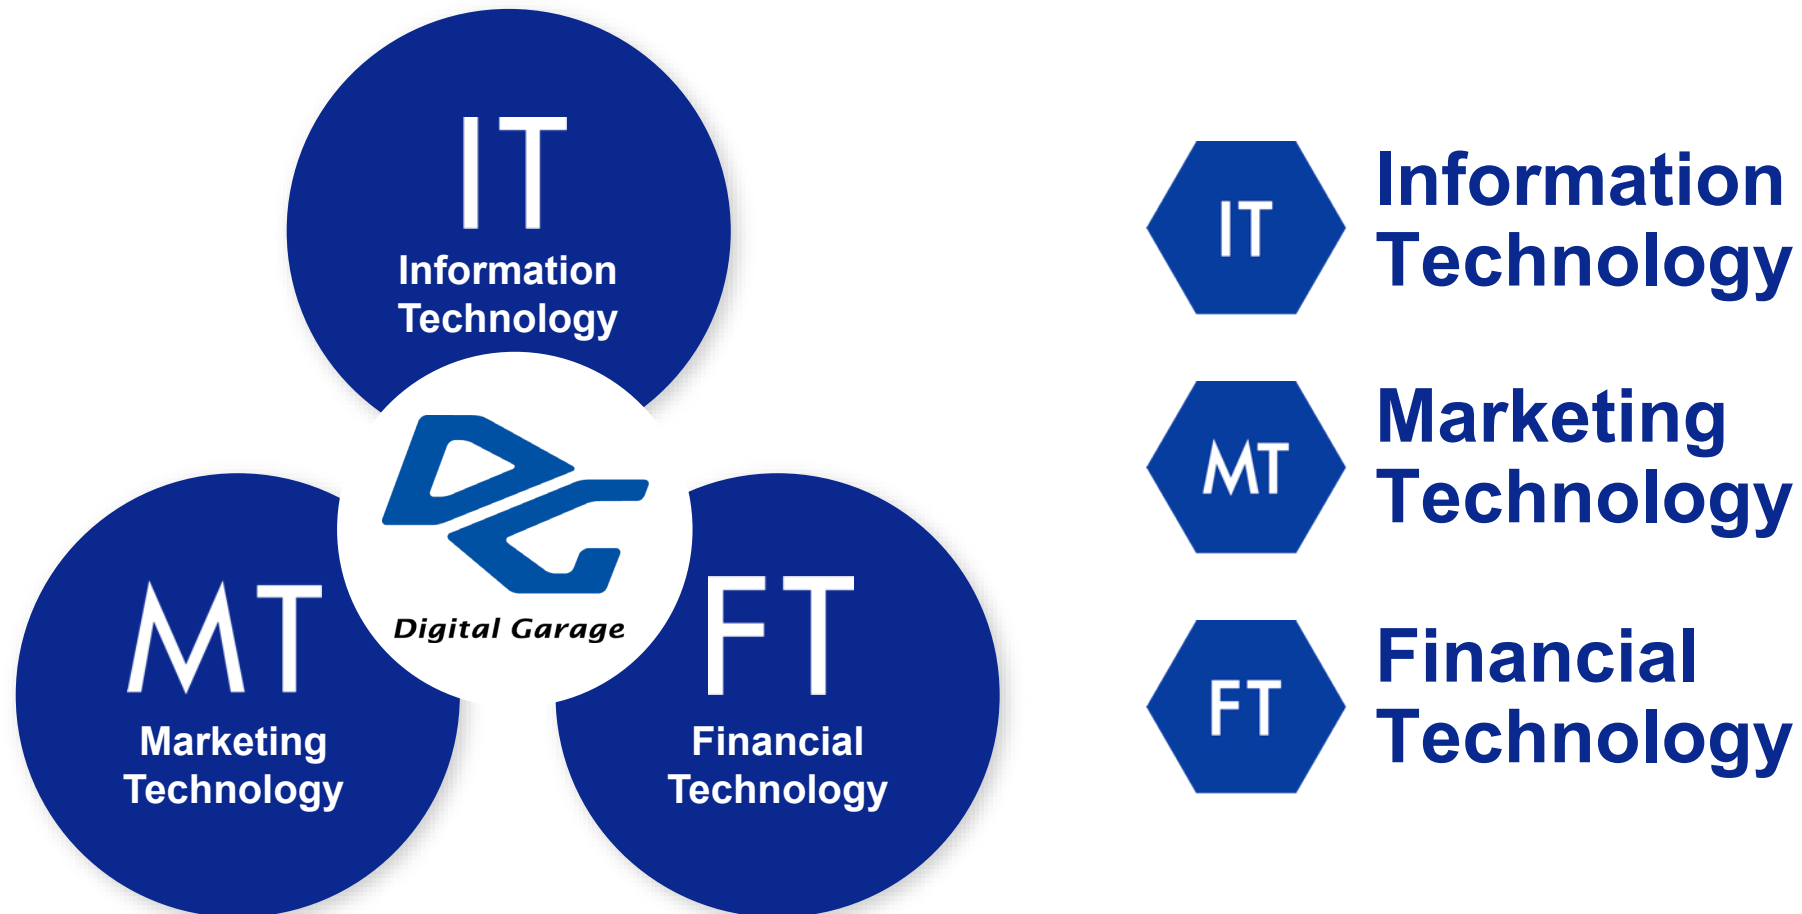 IT
Information
Technology
DG
Digital Garage
MT
Marketing
Technology
FT
Financial
Technology
IT
Information
Technology
MT
Marketing
Technology
FT
Financial
Technology